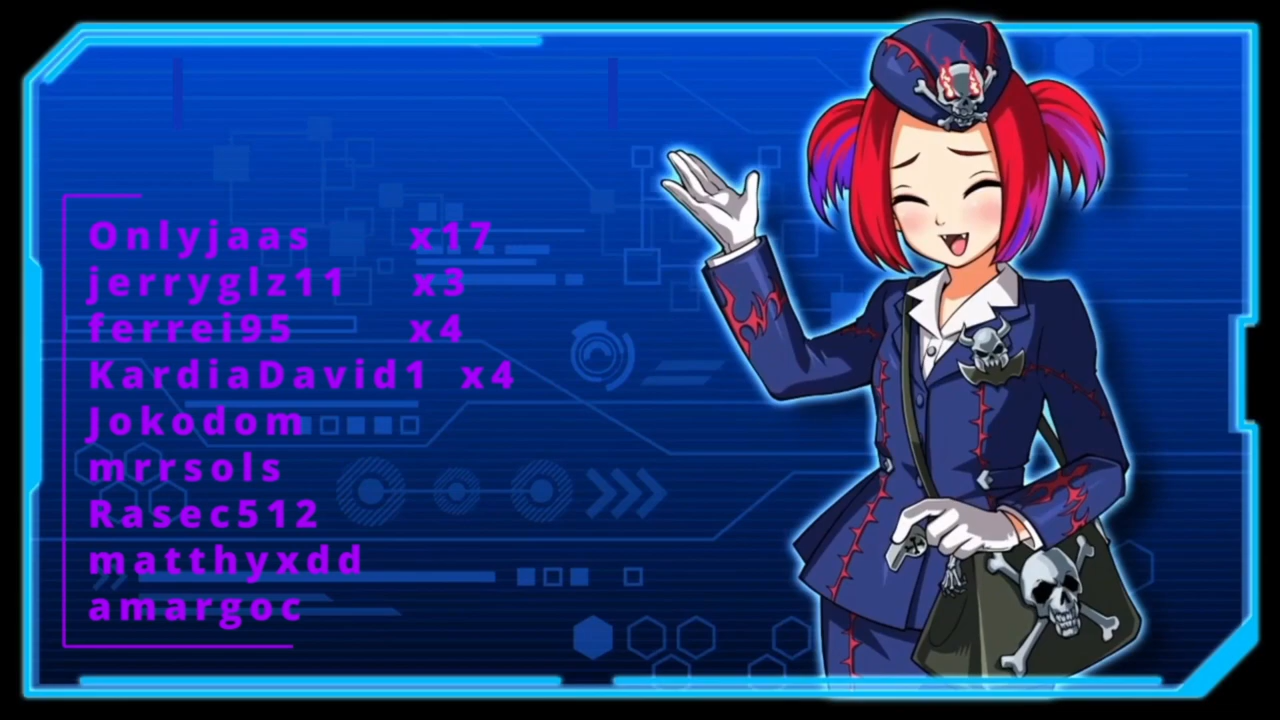 Onlyjaas x17
jerryglz11 x3
ferrei95 x4
KardiaDavid1 x4
Jokodom
mrrsols
Rasec512
matthyxdd
amargoc